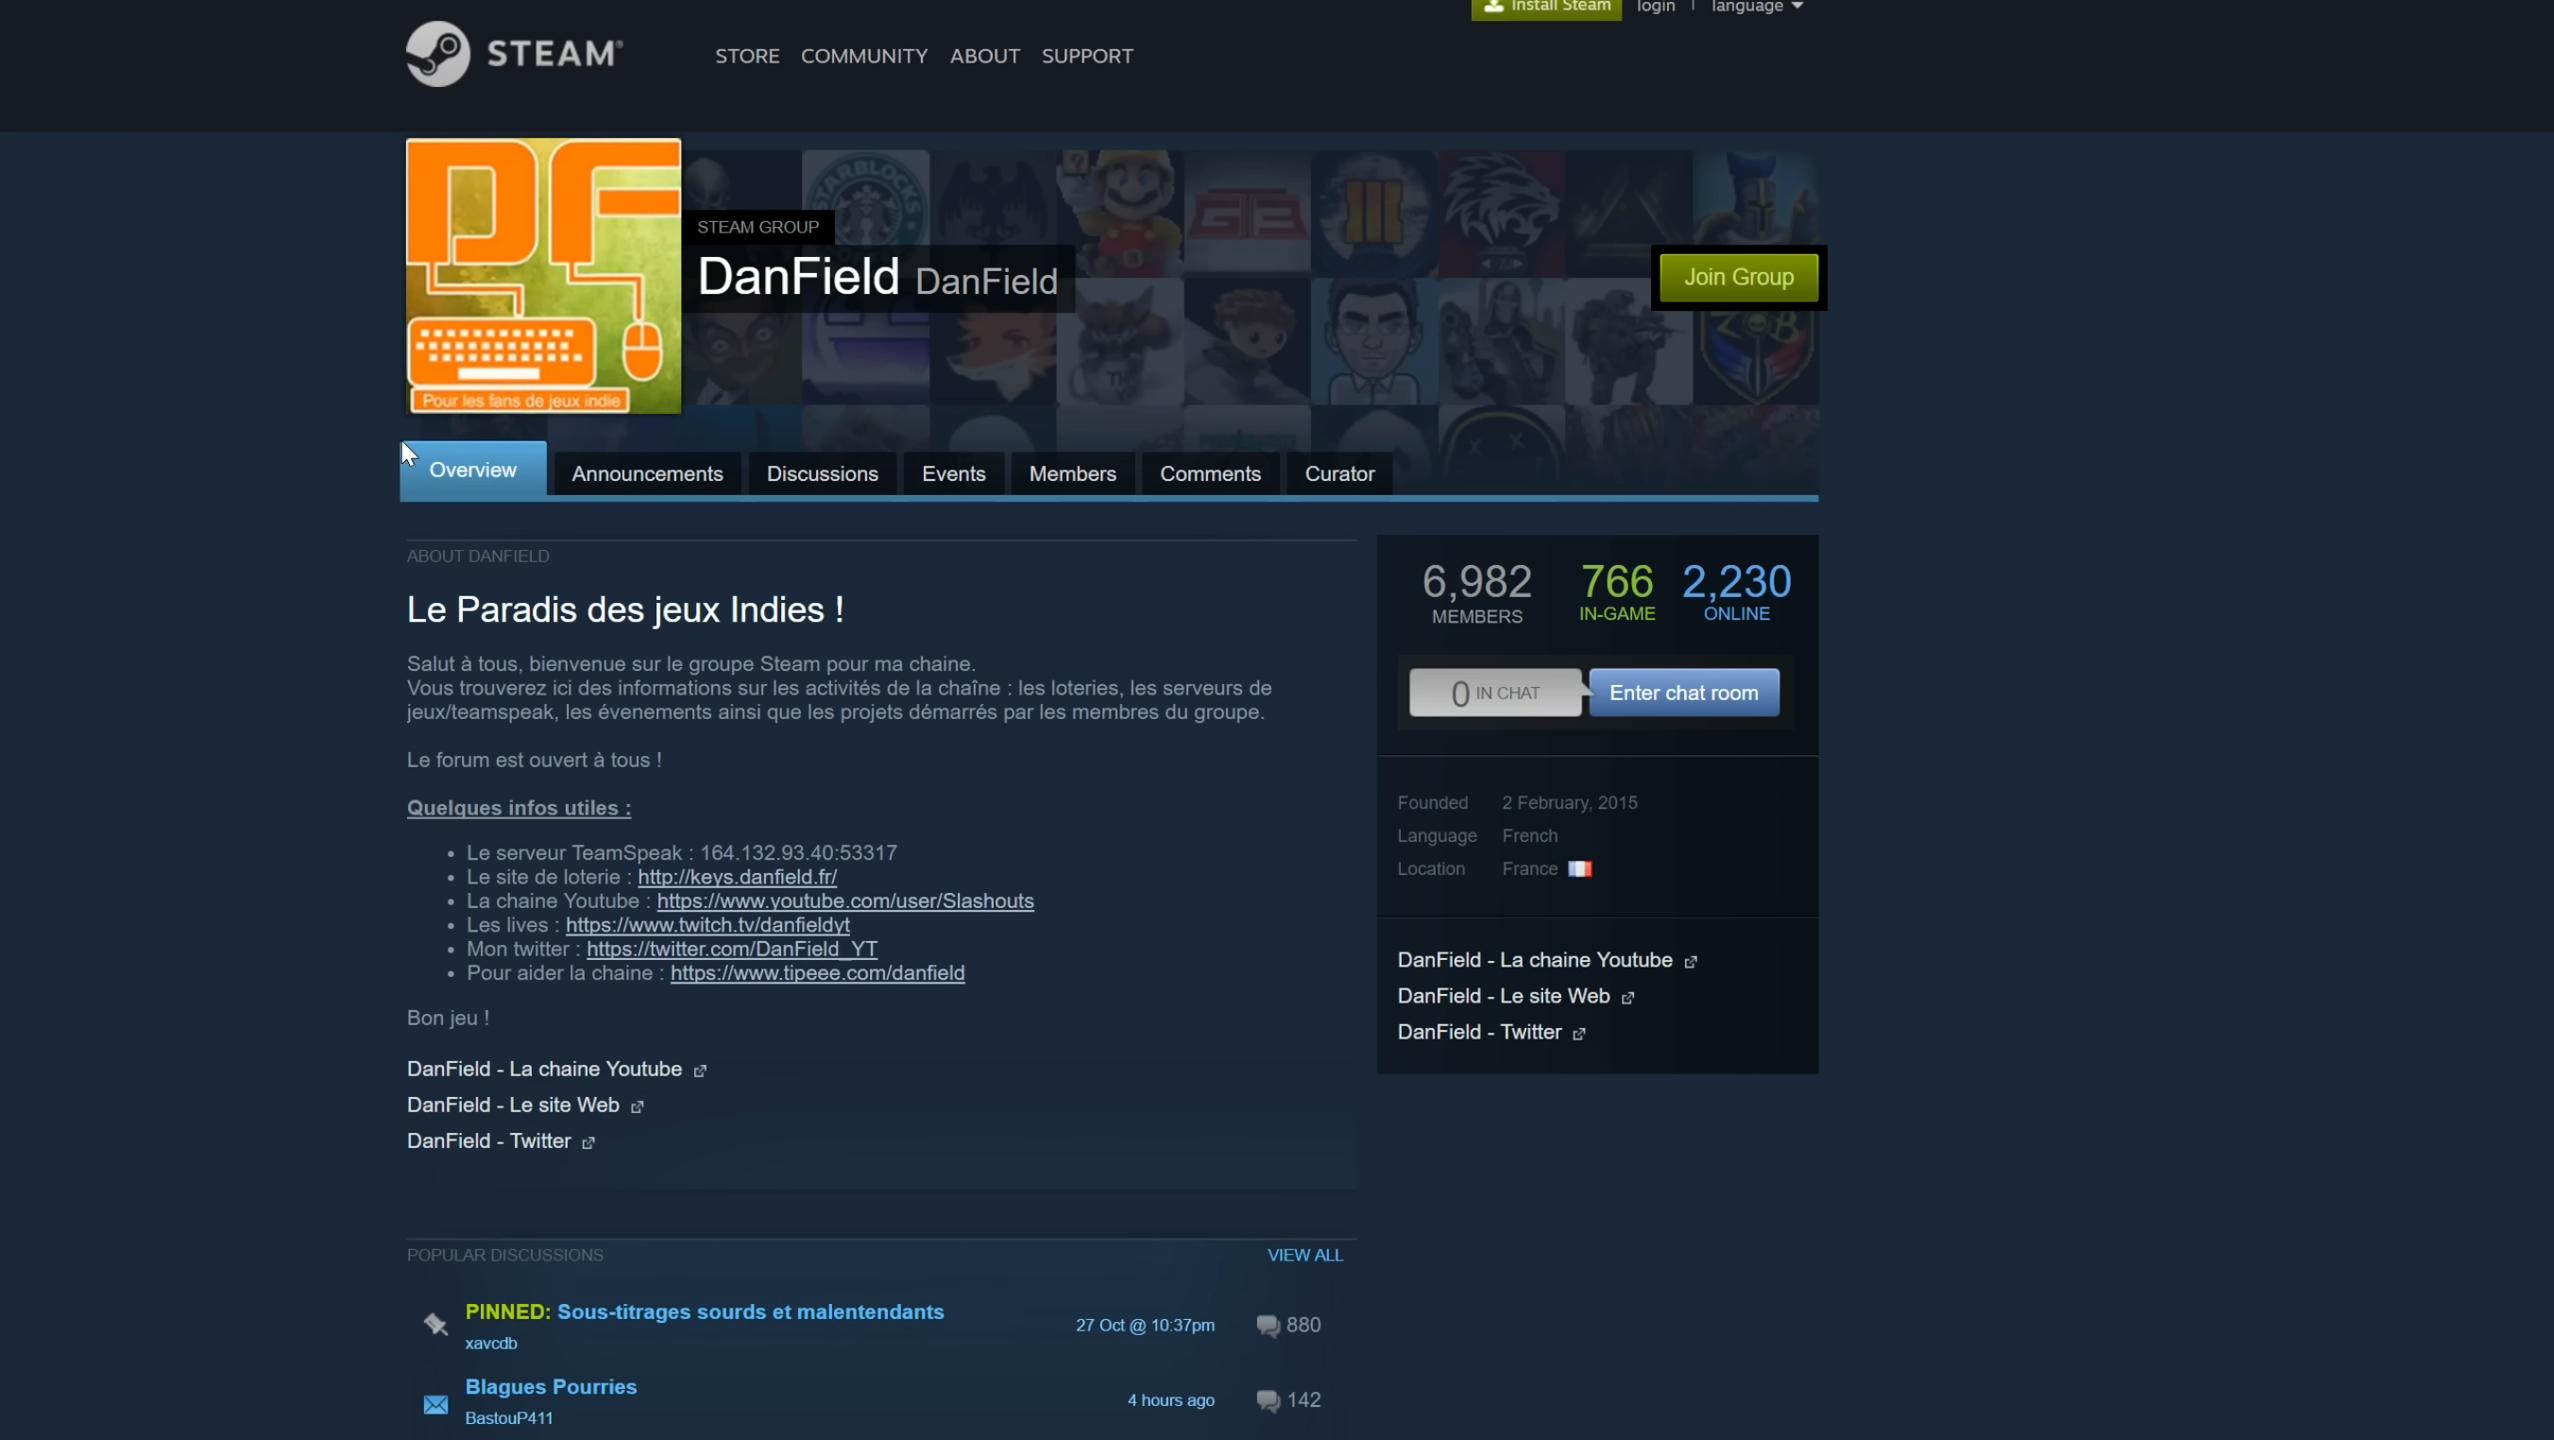 Install Steam login | language
STEAM®
STORE COMMUNITY ABOUT SUPPORT
STARBLOCKS
GTB
Pour les fans de jeux indie
STEAM GROUP
DanField DanField
Join Group
Overview Announcements Discussions Events Members Comments Curator
ABOUT DANFIELD
Le Paradis des jeux Indies !
Salut à tous, bienvenue sur le groupe Steam pour ma chaine.
Vous trouverez ici des informations sur les activités de la chaîne : les loteries, les serveurs de
jeux/teamspeak, les évenements ainsi que les projets démarrés par les membres du groupe.
Le forum est ouvert à tous !
Quelques infos utiles :
• Le serveur TeamSpeak : 164.132.93.40:53317
• Le site de loterie : http://keys.danfield.fr/
• La chaine Youtube : https://www.youtube.com/user/Slashouts
• Les lives : https://www.twitch.tv/danfieldyt
• Mon twitter : https://twitter.com/DanField_YT
• Pour aider la chaine : https://www.tipeee.com/danfield
Bon jeu !
DanField - La chaine Youtube
DanField - Le site Web
DanField - Twitter
6,982 766 2,230
MEMBERS IN-GAME ONLINE
0 IN CHAT Enter chat room
Founded 2 February, 2015
Language French
Location France
DanField - La chaine Youtube
DanField - Le site Web
DanField - Twitter
POPULAR DISCUSSIONS VIEW ALL
PINNED: Sous-titrages sourds et malentendants
27 Oct @ 10:37pm 880
xavcdb
Blagues Pourries
4 hours ago 142
BastouP411